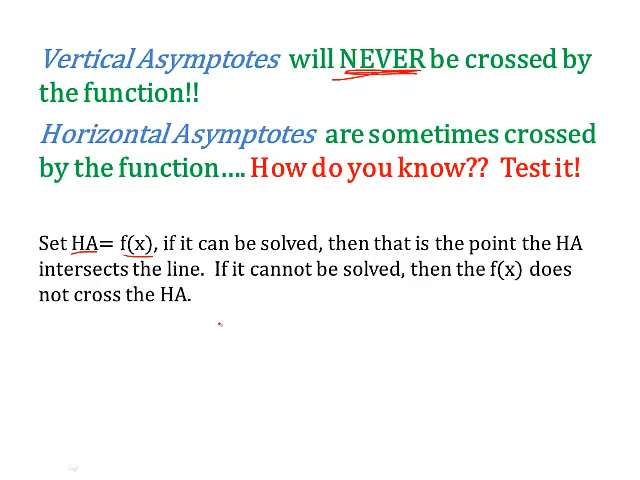 Vertical Asymptotes will NEVER be crossed by
the function!!
Horizontal Asymptotes are sometimes crossed
by the function.... How do you know?? Test it!
Set HA= f(x), if it can be solved, then that is the point the HA
intersects the line. If it cannot be solved, then the f(x) does
not cross the HA.